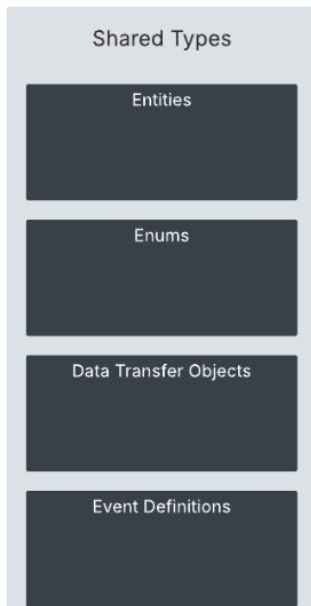 Shared Types
Entities
Enums
Data Transfer Objects
Event Definitions